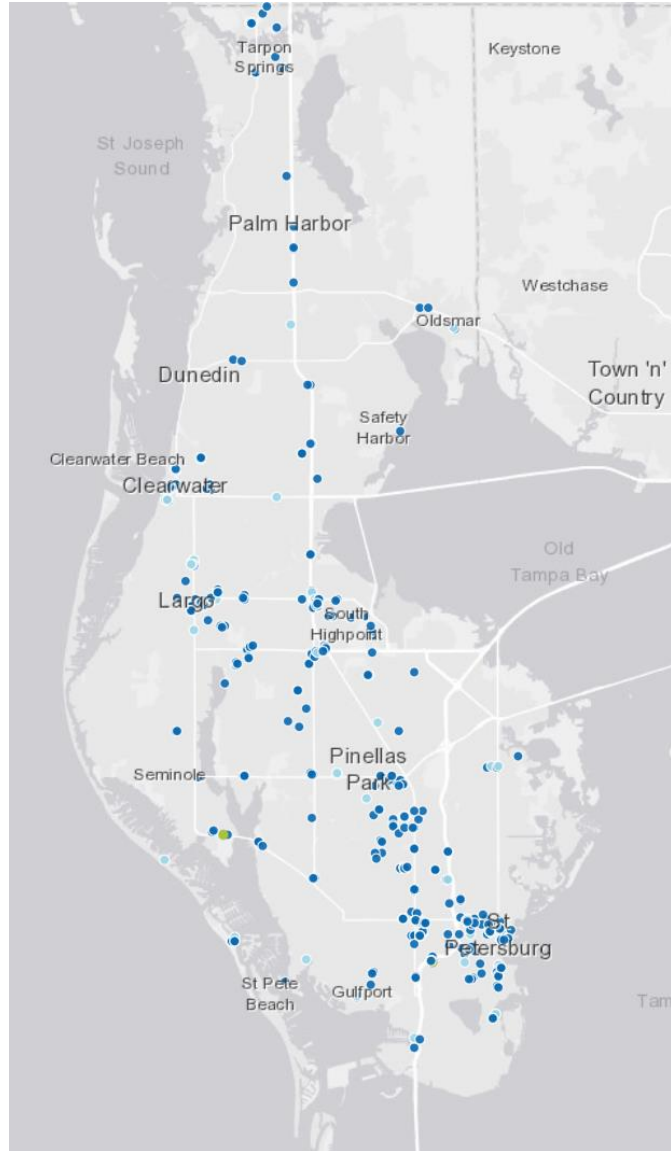 Tarpon
Springs
Keystone
St Joseph
Sound
Palm Harbor
Westchase
Oldsmar
Town 'n'
Country
Dunedin
Safety
Harbor
Clearwater Beach
Clearwater
Old
Tampa Bay
Largo
South
Highpoint
Pinellas
Park
Seminole
St
Petersburg
St Pete
Beach
Gulfport
Tam